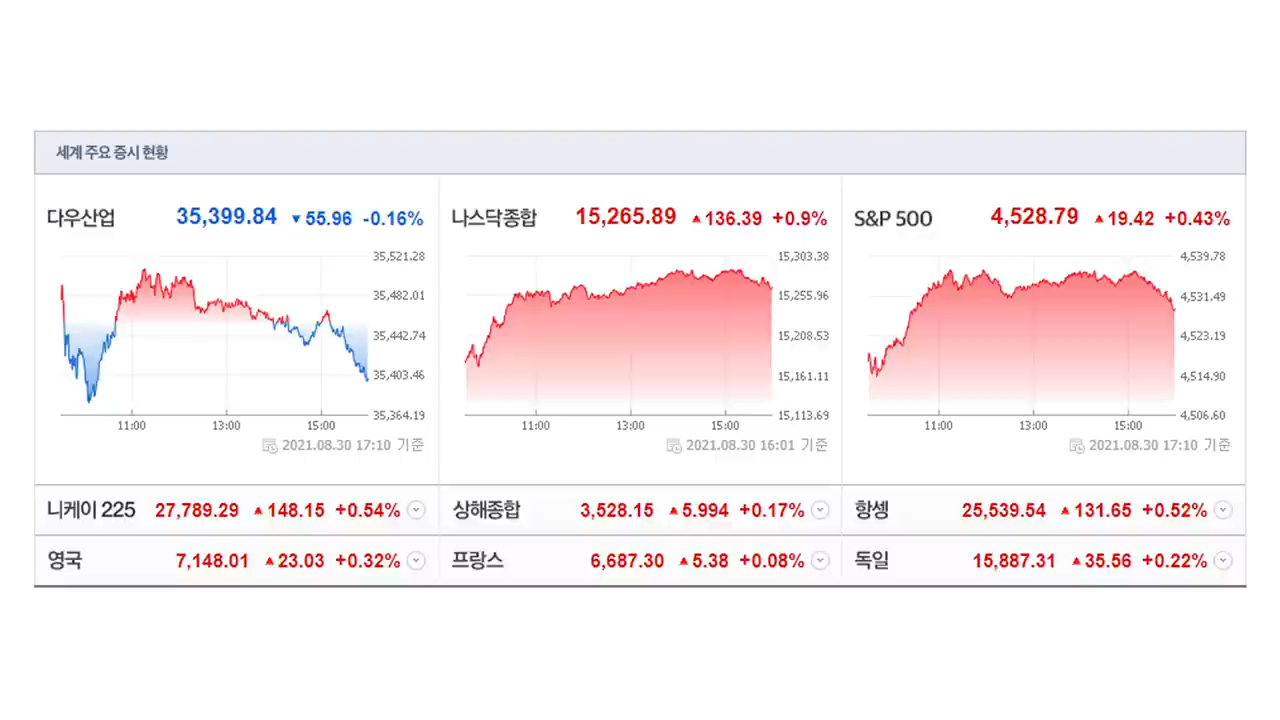 세계 주요 증시 현황
다우산업 35,399.84 ▼ 55.96 -0.16%
35,521.28
35,482.01
35,442.74
35,403.46
35,364.19
11:00 13:00 15:00
2021.08.30 17:10 기준
나스닥종합 15,265.89 ▲ 136.39 +0.9%
15,303.38
15,255.96
15,208.53
15,161.11
15,113.69
11:00 13:00 15:00
2021.08.30 16:01 기준
S&P 500 4,528.79 ▲ 19.42 +0.43%
4,539.78
4,531.49
4,523.19
4,514.90
4,506.60
11:00 13:00 15:00
2021.08.30 17:10 기준
니케이 225 27,789.29 ▲ 148.15 +0.54%
상해종합 3,528.15 ▲ 5.994 +0.17%
항셍 25,539.54 ▲ 131.65 +0.52%
영국 7,148.01 ▲ 23.03 +0.32%
프랑스 6,687.30 ▲ 5.38 +0.08%
독일 15,887.31 ▲ 35.56 +0.22%